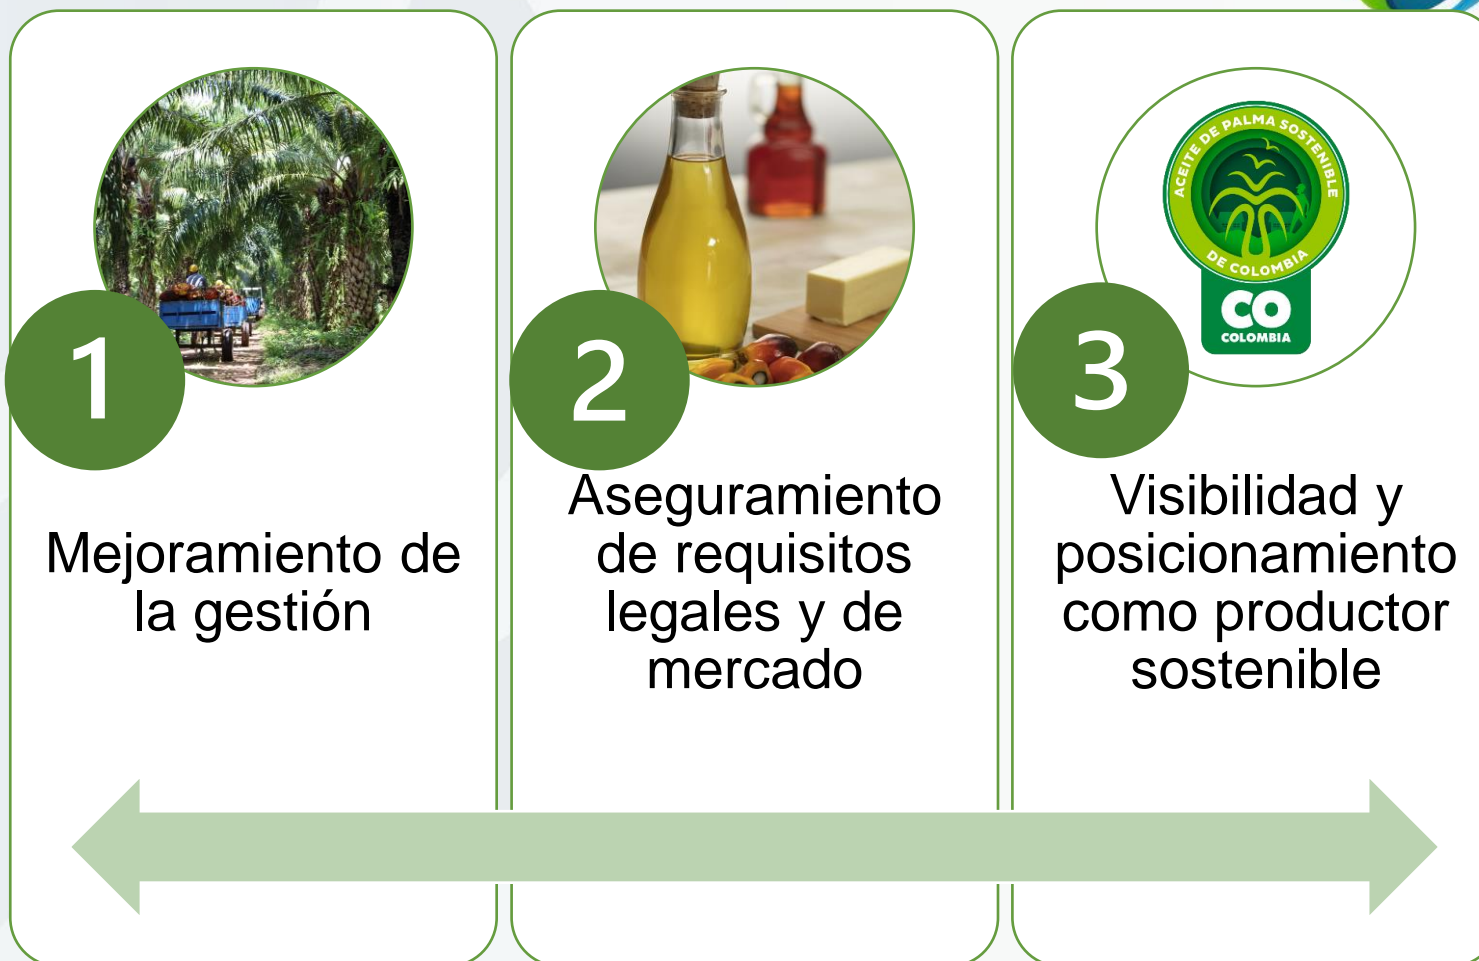 1
Mejoramiento de
la gestión
2
Aseguramiento
de requisitos
legales y de
mercado
ACEITE DE PALMA SOSTENIBLE
DE COLOMBIA
CO
COLOMBIA
3
Visibilidad y
posicionamiento
como productor
sostenible